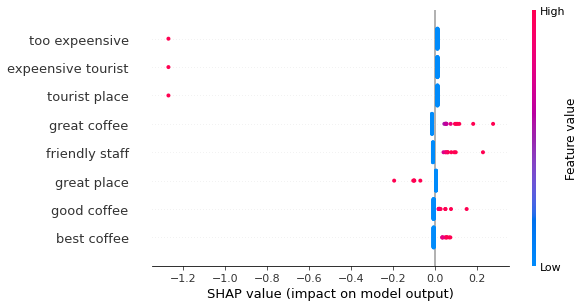 High
too expeensive
expeensive tourist
tourist place
great coffee
friendly staff
great place
good coffee
best coffee
Feature value
Low
−1.2 −1.0 −0.8 −0.6 −0.4 −0.2 0.0 0.2
SHAP value (impact on model output)